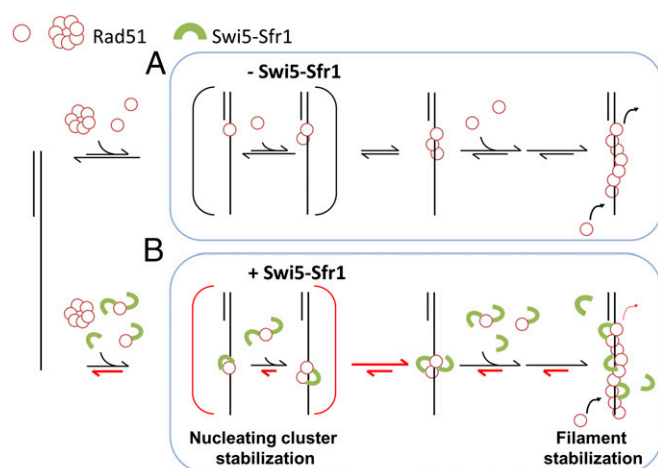 Rad51
Swi5-Sfr1
A
- Swi5-Sfr1
B
+ Swi5-Sfr1
Nucleating cluster
stabilization
Filament
stabilization